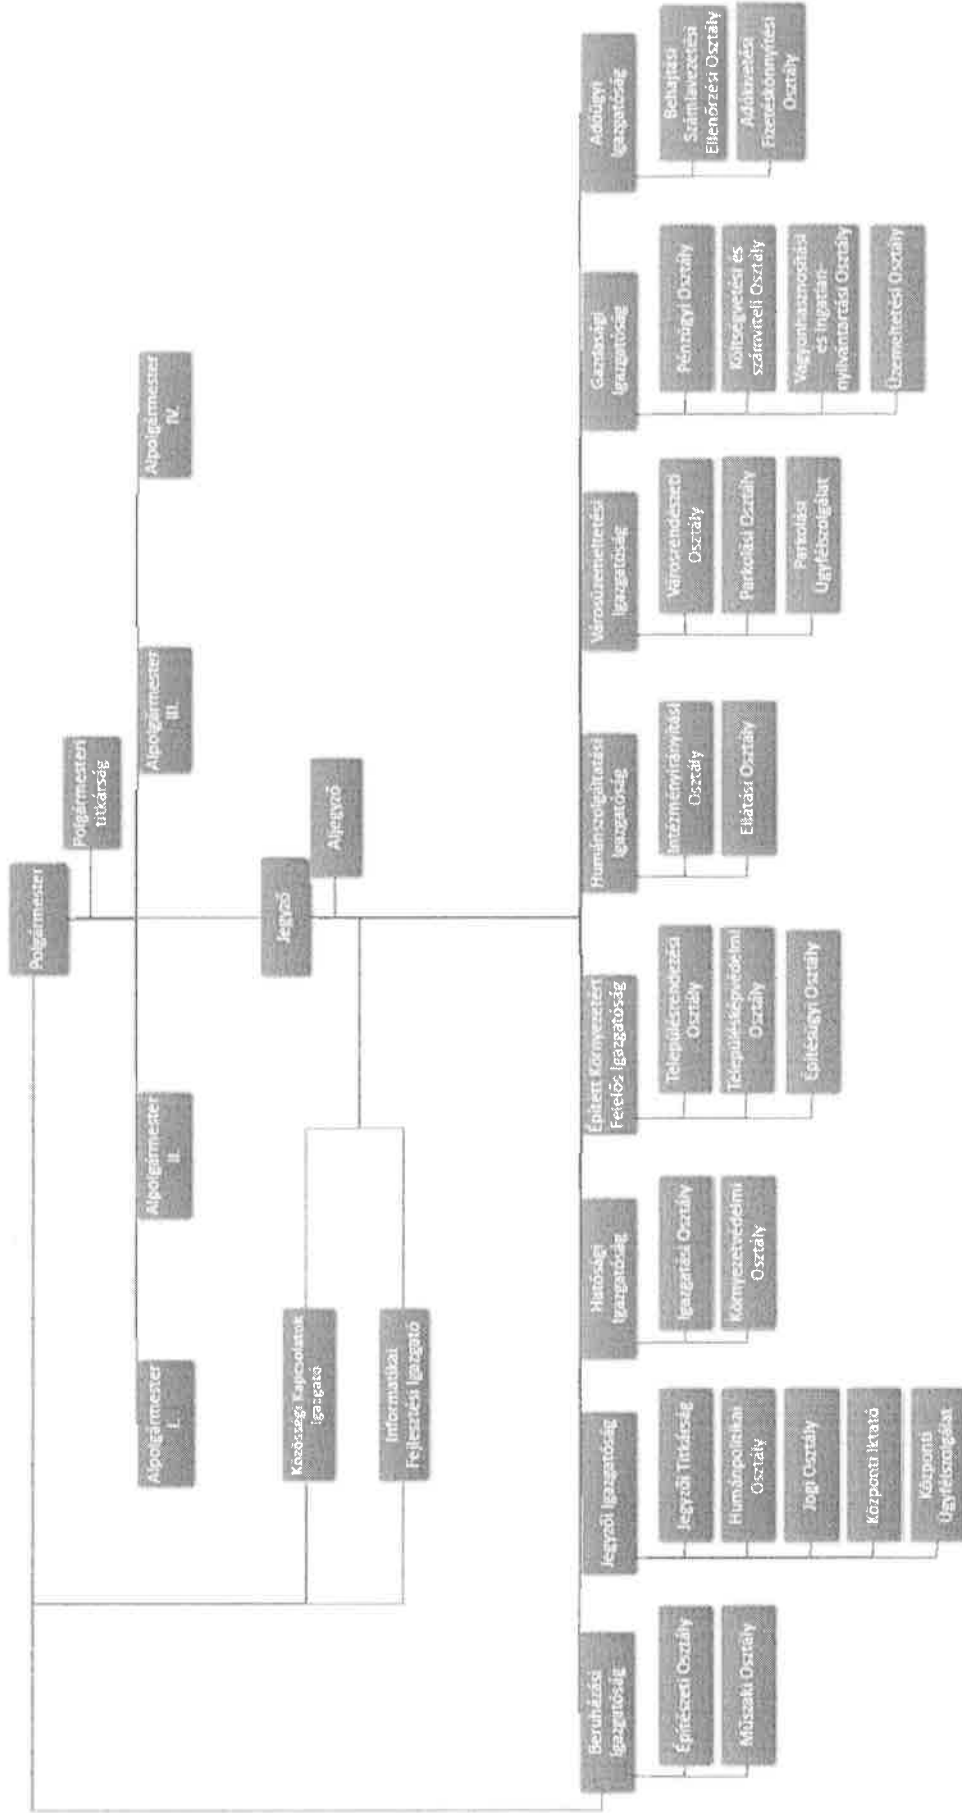 Polgármester
Polgármesteri
titkárság
Alpolgármester
I.
Alpolgármester
II.
Alpolgármester
III.
Alpolgármester
IV.
Jegyző
Aljegyző
Közösségi Kapcsolatok
Igazgató
Informatikai
Fejlesztési Igazgató
Beruházási
Igazgatóság
Építészeti Osztály
Műszaki Osztály
Jegyzői Igazgatóság
Jegyzői Titkárság
Humánpolitikai
Osztály
Jogi Osztály
Központi Iktató
Központi
Ügyfélszolgálat
Hatósági
Igazgatóság
Igazgatási Osztály
Környezetvédelmi
Osztály
Épített Környezetért
Felelős Igazgatóság
Településrendezési
Osztály
Településképvédelmi
Osztály
Építésügyi Osztály
Humánszolgáltatási
Igazgatóság
Intézményirányítási
Osztály
Ellátási Osztály
Városüzemeltetési
Igazgatóság
Városrendészeti
Osztály
Parkolási Osztály
Parkolási
Ügyfélszolgálat
Gazdasági
Igazgatóság
Pénzügyi Osztály
Költségvetési és
számviteli Osztály
Vagyonhasznosítási
és ingatlan-
nyilvántartási Osztály
Üzemeltetési Osztály
Adóügyi
Igazgatóság
Behajtási
Számlavezetési
Ellenőrzési Osztály
Adókivetési
Fizetéskönnyítési
Osztály